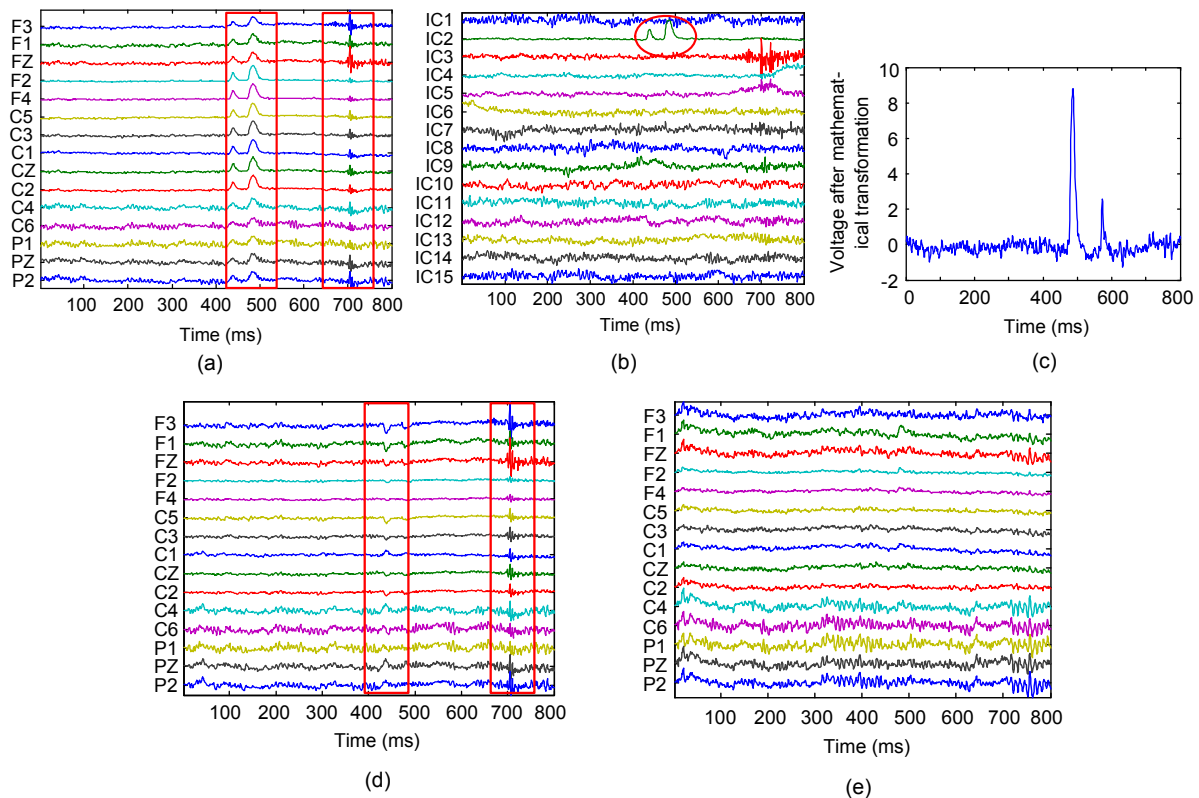 F3
F1
FZ
F2
F4
C5
C3
C1
CZ
C2
C4
C6
P1
PZ
P2
100 200 300 400 500 600 700 800
Time (ms)
(a)
IC1
IC2
IC3
IC4
IC5
IC6
IC7
IC8
IC9
IC10
IC11
IC12
IC13
IC14
IC15
100 200 300 400 500 600 700 800
Time (ms)
(b)
Voltage after mathemat-
ical transformation
10
8
6
4
2
0
-2
0 200 400 600 800
Time (ms)
(c)
F3
F1
FZ
F2
F4
C5
C3
C1
CZ
C2
C4
C6
P1
PZ
P2
100 200 300 400 500 600 700 800
Time (ms)
(d)
F3
F1
FZ
F2
F4
C5
C3
C1
CZ
C2
C4
C6
P1
PZ
P2
100 200 300 400 500 600 700 800
Time (ms)
(e)